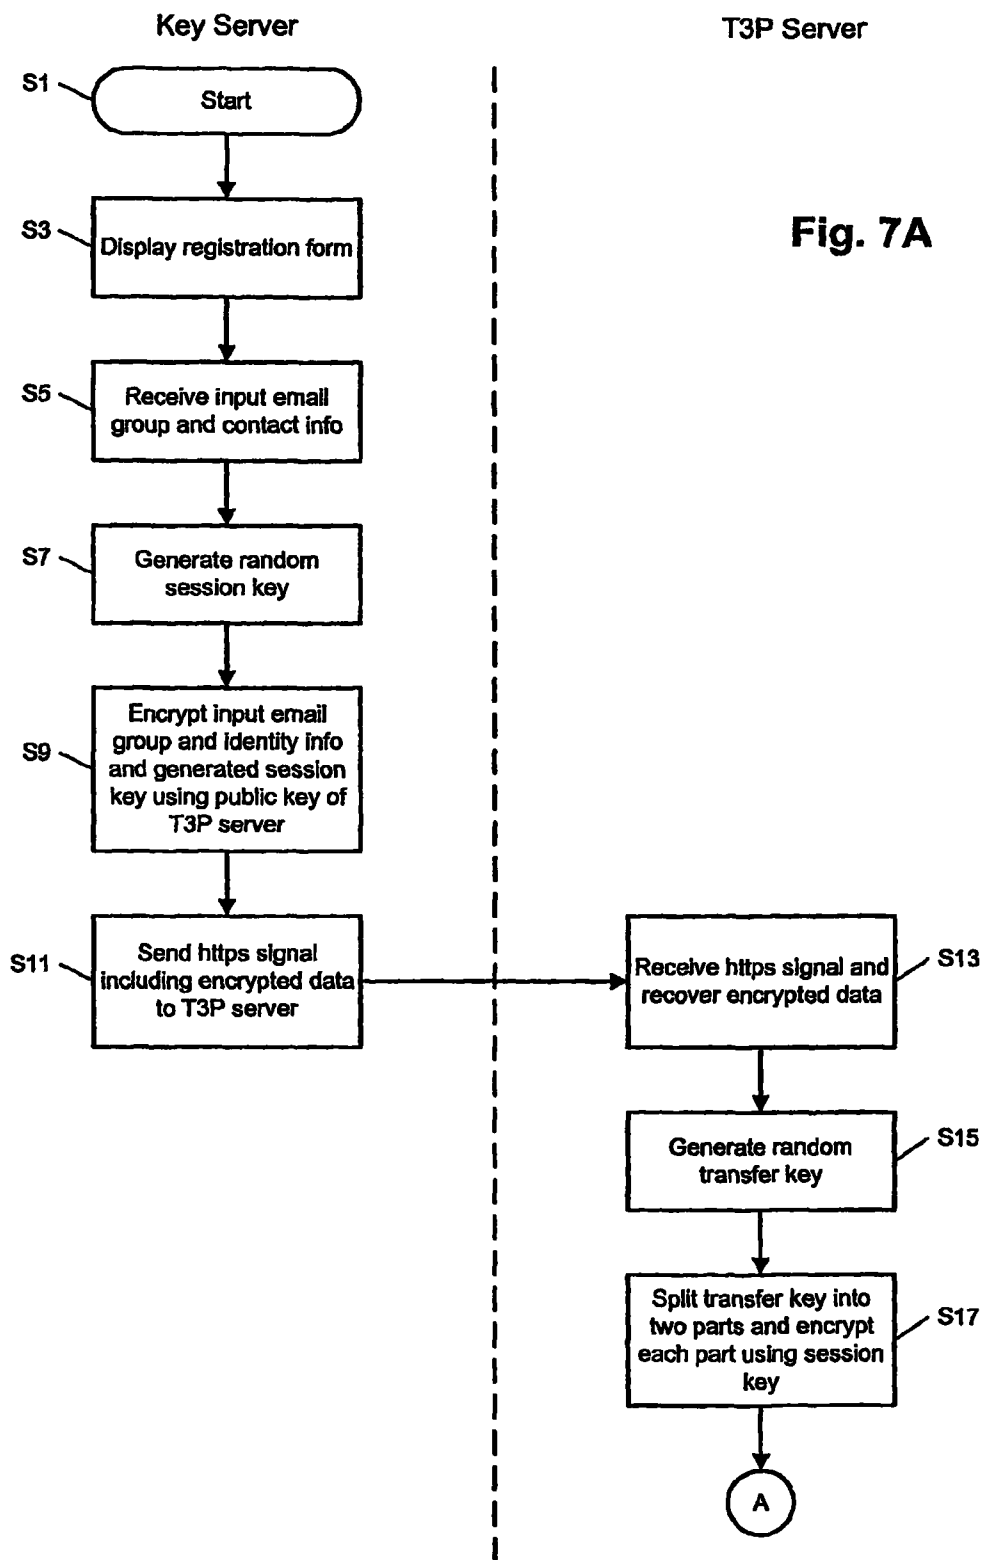 Key Server
T3P Server
S1
Start
S3
Display registration form
Fig. 7A
S5
Receive input email
group and contact info
S7
Generate random
session key
S9
Encrypt input email
group and identity info
and generated session
key using public key of
T3P server
S11
Send https signal
including encrypted data
to T3P server
Receive https signal and
recover encrypted data
S13
Generate random
transfer key
S15
Split transfer key into
two parts and encrypt
each part using session
key
S17
A